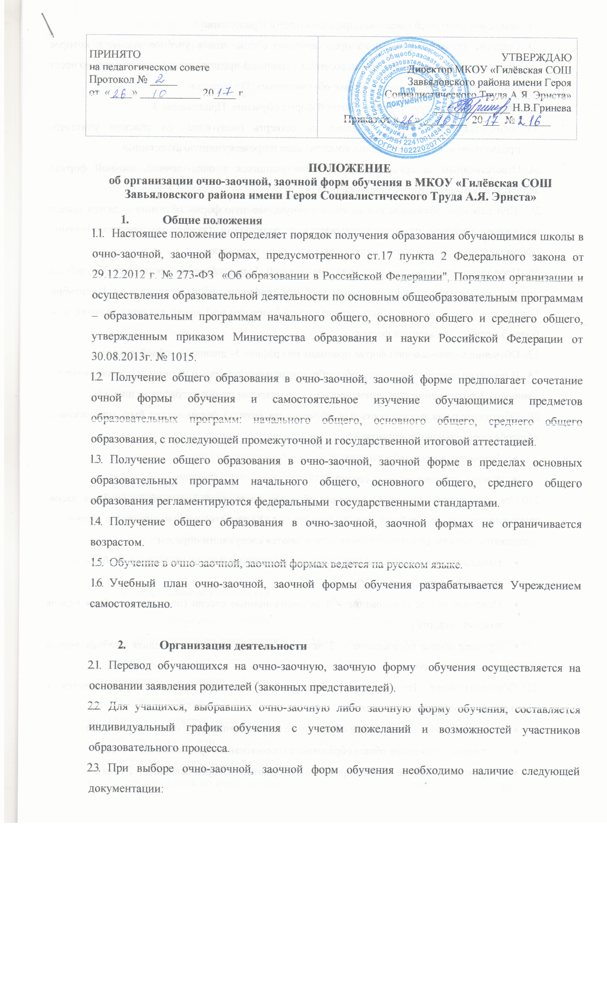 ПРИНЯТО
на педагогическом совете
Протокол № 2
от «26» 10 2017 г.
УТВЕРЖДАЮ
Директор МКОУ «Гилёвская СОШ
Завьяловского района имени Героя
Социалистического Труда А.Я. Эрнста»
Н.В.Гринева
Приказ от «26» 10 2017 № 116
Для
документов
ИНН 2241001484
ОГРН 1022202071210
ПОЛОЖЕНИЕ
об организации очно-заочной, заочной форм обучения в МКОУ «Гилёвская СОШ
Завьяловского района имени Героя Социалистического Труда А.Я. Эрнста»
1. Общие положения
1.1. Настоящее положение определяет порядок получения образования обучающимися школы в
очно-заочной, заочной формах, предусмотренного ст.17 пункта 2 Федерального закона от
29.12.2012 г. № 273-ФЗ «Об образовании в Российской Федерации", Порядком организации и
осуществления образовательной деятельности по основным общеобразовательным программам
– образовательным программам начального общего, основного общего и среднего общего,
утвержденным приказом Министерства образования и науки Российской Федерации от
30.08.2013г. № 1015.
1.2. Получение общего образования в очно-заочной, заочной форме предполагает сочетание
очной формы обучения и самостоятельное изучение обучающимися предметов
образовательных программ: начального общего, основного общего, среднего общего
образования, с последующей промежуточной и государственной итоговой аттестацией.
1.3. Получение общего образования в очно-заочной, заочной форме в пределах основных
образовательных программ начального общего, основного общего, среднего общего
образования регламентируются федеральными государственными стандартами.
1.4. Получение общего образования в очно-заочной, заочной формах не ограничивается
возрастом.
1.5. Обучение в очно-заочной, заочной формах ведется на русском языке.
1.6. Учебный план очно-заочной, заочной формы обучения разрабатывается Учреждением
самостоятельно.
2. Организация деятельности
2.1. Перевод обучающихся на очно-заочную, заочную форму обучения осуществляется на
основании заявления родителей (законных представителей).
2.2. Для учащихся, выбравших очно-заочную либо заочную форму обучения, составляется
индивидуальный график обучения с учетом пожеланий и возможностей участников
образовательного процесса.
2.3. При выборе очно-заочной, заочной форм обучения необходимо наличие следующей
документации: